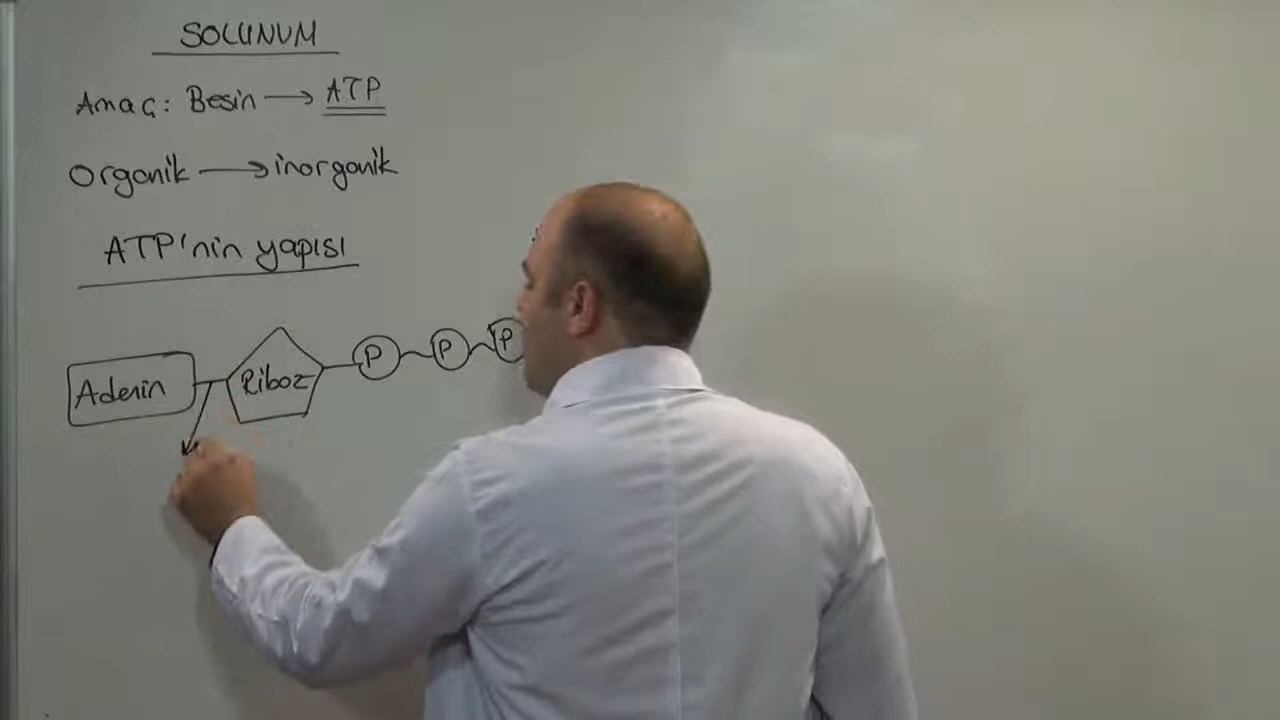 SOLUNUM
Amaç: Besin → ATP
Organik → inorganik
ATP'nin yapısı
Adenin Riboz P P P